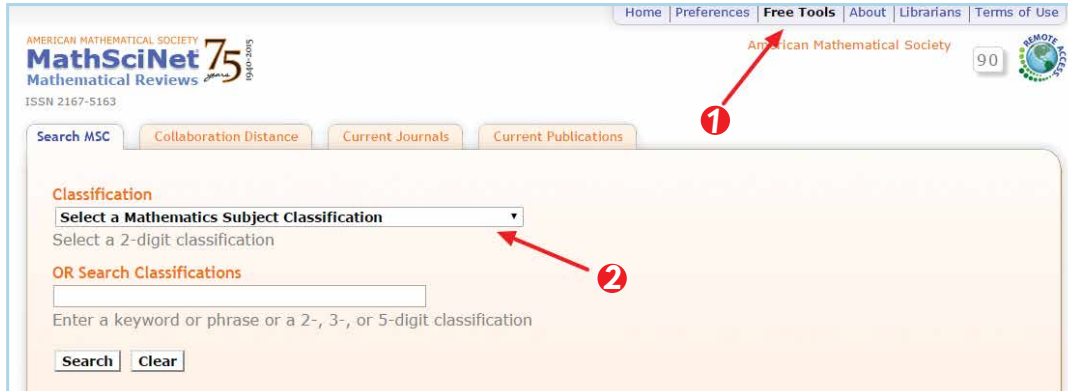 Home | Preferences | Free Tools | About | Librarians | Terms of Use
AMERICAN MATHEMATICAL SOCIETY
MathSciNet 75 years 1940-2015
Mathematical Reviews
ISSN 2167-5163
American Mathematical Society
90
REMOTE ACCESS
1
Search MSC Collaboration Distance Current Journals Current Publications
Classification
Select a Mathematics Subject Classification
Select a 2-digit classification
2
OR Search Classifications
Enter a keyword or phrase or a 2-, 3-, or 5-digit classification
Search Clear